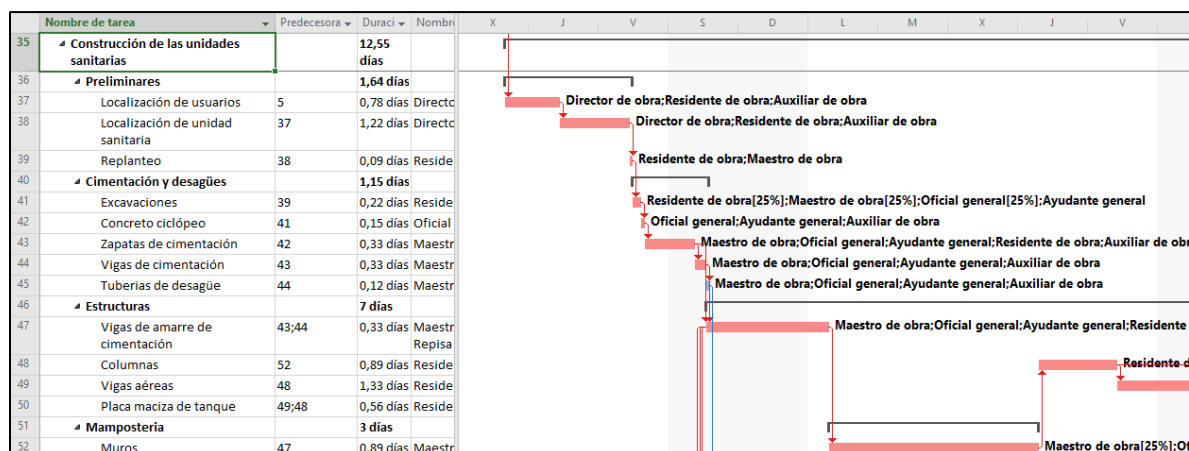 Nombre de tarea Predecesora Duraci Nombr X J V S D L M X J V
35 Construcción de las unidades 12,55
sanitarias días
36 Preliminares 1,64 días
37 Localización de usuarios 5 0,78 días Directo Director de obra;Residente de obra;Auxiliar de obra
38 Localización de unidad 37 1,22 días Directo Director de obra;Residente de obra;Auxiliar de obra
sanitaria
39 Replanteo 38 0,09 días Reside Residente de obra;Maestro de obra
40 Cimentación y desagües 1,15 días
41 Excavaciones 39 0,22 días Reside Residente de obra[25%];Maestro de obra[25%];Oficial general[25%];Ayudante general
42 Concreto ciclópeo 41 0,15 días Oficial Oficial general;Ayudante general;Auxiliar de obra
43 Zapatas de cimentación 42 0,33 días Maestr Maestro de obra;Oficial general;Ayudante general;Residente de obra;Auxiliar de obr
44 Vigas de cimentación 43 0,33 días Maestr Maestro de obra;Oficial general;Ayudante general;Auxiliar de obra
45 Tuberias de desagüe 44 0,12 días Maestr Maestro de obra;Oficial general;Ayudante general;Auxiliar de obra
46 Estructuras 7 días
47 Vigas de amarre de 43;44 0,33 días Maestr Maestro de obra;Oficial general;Ayudante general;Residente
cimentación Repisa
48 Columnas 52 0,89 días Reside Residente d
49 Vigas aéreas 48 1,33 días Reside
50 Placa maciza de tanque 49;48 0,56 días Reside
51 Mamposteria 3 días
52 Muros 47 0,89 días Maestr Maestro de obra[25%];Of